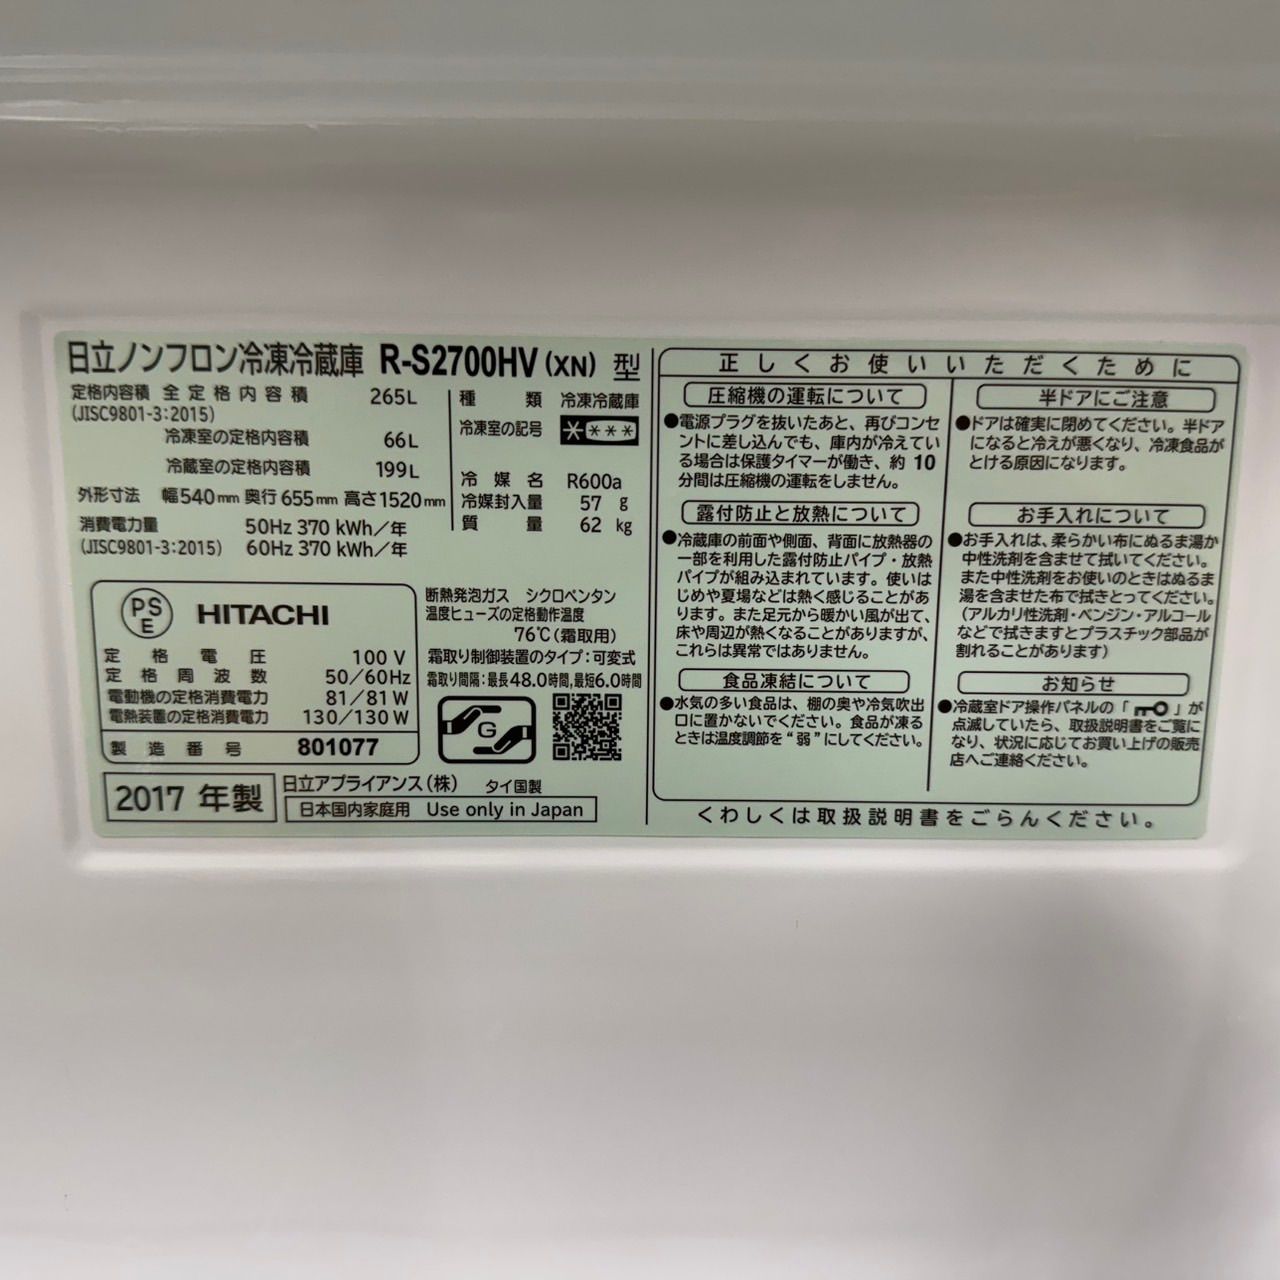 日立ノンフロン冷凍冷蔵庫 R-S2700HV(XN) 型
定格内容積 全定格内容積 265L
(JISC9801-3:2015)
冷凍室の定格内容積 66L
冷蔵室の定格内容積 199L
外形寸法 幅540mm 奥行655mm 高さ1520mm
消費電力量 50Hz 370 kWh/年
(JISC9801-3:2015) 60Hz 370 kWh/年
種類 冷凍冷蔵庫
冷凍室の記号 ****
冷媒名 R600a
冷媒封入量 57 g
質量 62 kg
PS
E
HITACHI
定格電圧 100 V
定格周波数 50/60Hz
電動機の定格消費電力 81/81 W
電熱装置の定格消費電力 130/130 W
製造番号 801077
断熱発泡ガス シクロペンタン
温度ヒューズの定格動作温度
76℃(霜取用)
霜取り制御装置のタイプ:可変式
霜取り間隔:最長48.0時間,最短6.0時間
G
2017 年製
日立アプライアンス(株) タイ国製
日本国内家庭用 Use only in Japan
正しくお使いいただくために
圧縮機の運転について
●電源プラグを抜いたあと、再びコンセ
ントに差し込んでも、庫内が冷えてい
る場合は保護タイマーが働き、約10
分間は圧縮機の運転をしません。
露付防止と放熱について
●冷蔵庫の前面や側面、背面に放熱器の
一部を利用した露付防止パイプ・放熱
パイプが組み込まれています。使いは
じめや夏場などは熱く感じることがあ
ります。また足元から暖かい風が出て、
床や周辺が熱くなることがありますが、
これらは異常ではありません。
食品凍結について
●水気の多い食品は、棚の奥や冷気吹出
口に置かないでください。食品が凍る
ときは温度調節を“弱”にしてください。
半ドアにご注意
●ドアは確実に閉めてください。半ドア
になると冷えが悪くなり、冷凍食品が
とける原因になります。
お手入れについて
●お手入れは、柔らかい布にぬるま湯か
中性洗剤を含ませて拭いてください。
また中性洗剤をお使いのときはぬるま
湯を含ませた布で拭きとってください。
(アルカリ性洗剤・ベンジン・アルコール
などで拭きますとプラスチック部品が
割れることがあります)
お知らせ
●冷蔵室ドア操作パネルの「 」が
点滅していたら、取扱説明書をご覧に
なり、状況に応じてお買い上げの販売
店へご連絡ください。
くわしくは取扱説明書をごらんください。